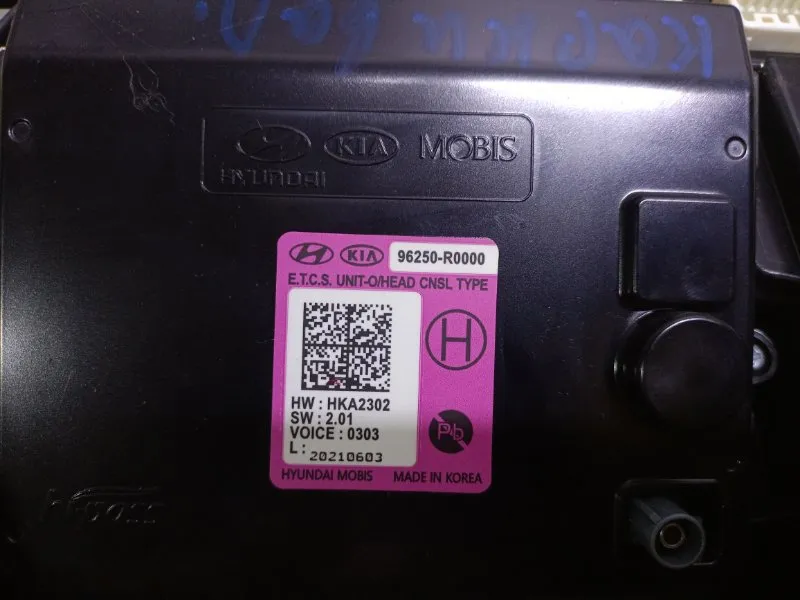 HYUNDAI
KIA
MOBIS
KIA
96250-R0000
E.T.C.S. UNIT-O/HEAD CNSL TYPE
H
HW : HKA2302
SW : 2.01
VOICE : 0303
L : 20210603
Pb
HYUNDAI MOBIS MADE IN KOREA